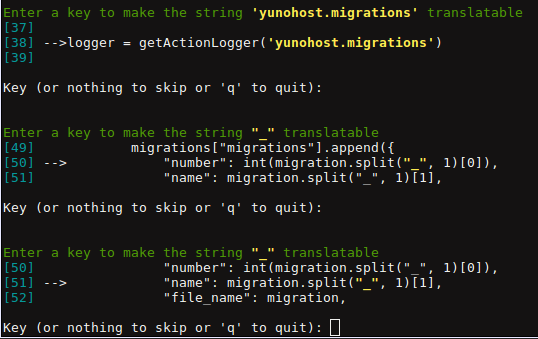 Enter a key to make the string 'yunohost.migrations' translatable
[37]
[38] -->logger = getActionLogger('yunohost.migrations')
[39]
Key (or nothing to skip or 'q' to quit):
Enter a key to make the string "_" translatable
[49]            migrations["migrations"].append({
[50] -->            "number": int(migration.split("_", 1)[0]),
[51]                "name": migration.split("_", 1)[1],
Key (or nothing to skip or 'q' to quit):
Enter a key to make the string "_" translatable
[50]                "number": int(migration.split("_", 1)[0]),
[51] -->            "name": migration.split("_", 1)[1],
[52]                "file_name": migration,
Key (or nothing to skip or 'q' to quit):